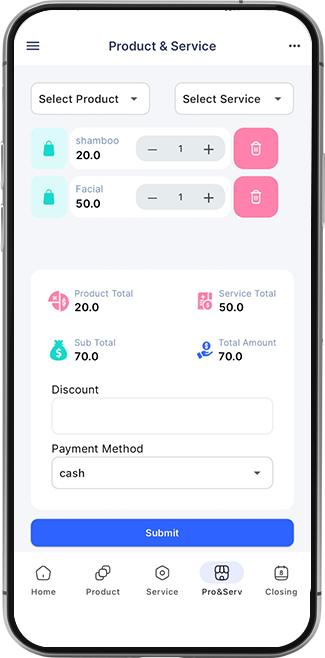 Product & Service
Select Product
Select Service
shamboo
20.0
1
Facial
50.0
1
Product Total
20.0
Service Total
50.0
Sub Total
70.0
Total Amount
70.0
Discount
Payment Method
cash
Submit
Home
Product
Service
Pro&Serv
8
Closing